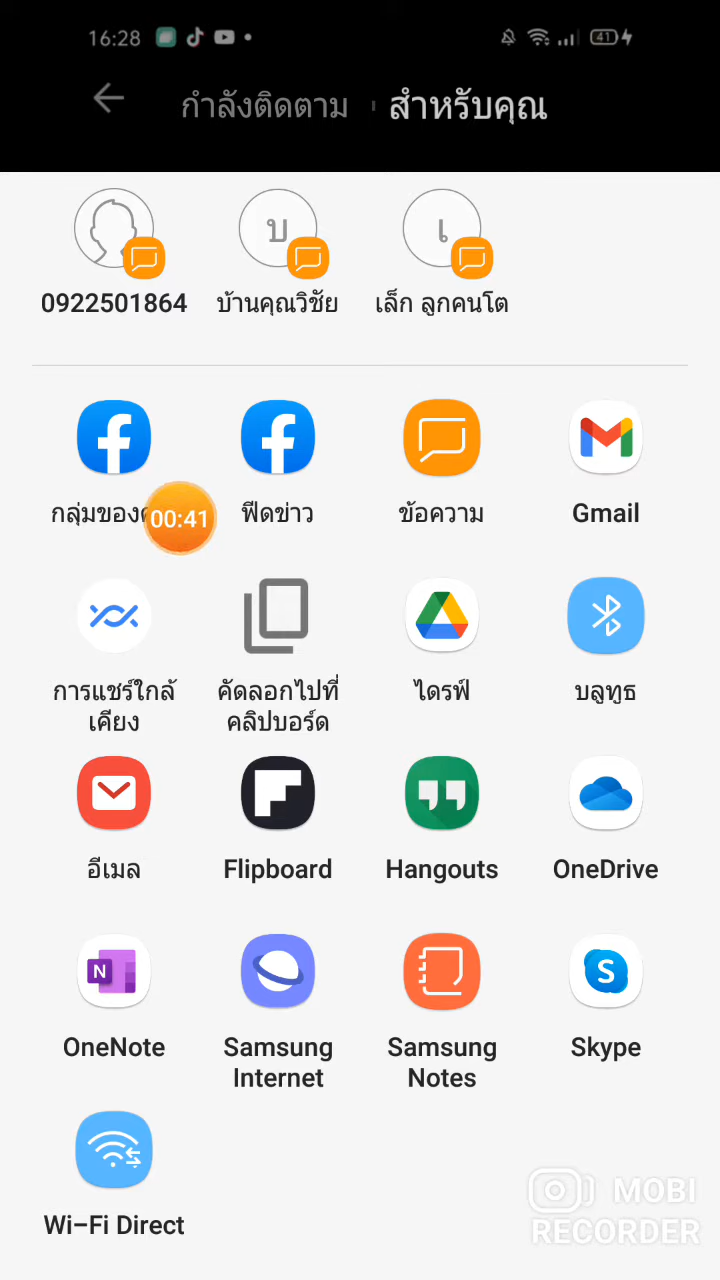 16:28
41
กำลังติดตาม
สำหรับคุณ
บ
เ
0922501864
บ้านคุณวิชัย
เล็ก ลูกคนโต
กลุ่มของ
00:41
ฟีดข่าว
ข้อความ
Gmail
การแชร์ใกล้
เคียง
คัดลอกไปที่
คลิปบอร์ด
ไดรฟ์
บลูทูธ
อีเมล
Flipboard
Hangouts
OneDrive
N
S
OneNote
Samsung
Internet
Samsung
Notes
Skype
Wi-Fi Direct
MOBI
RECORDER